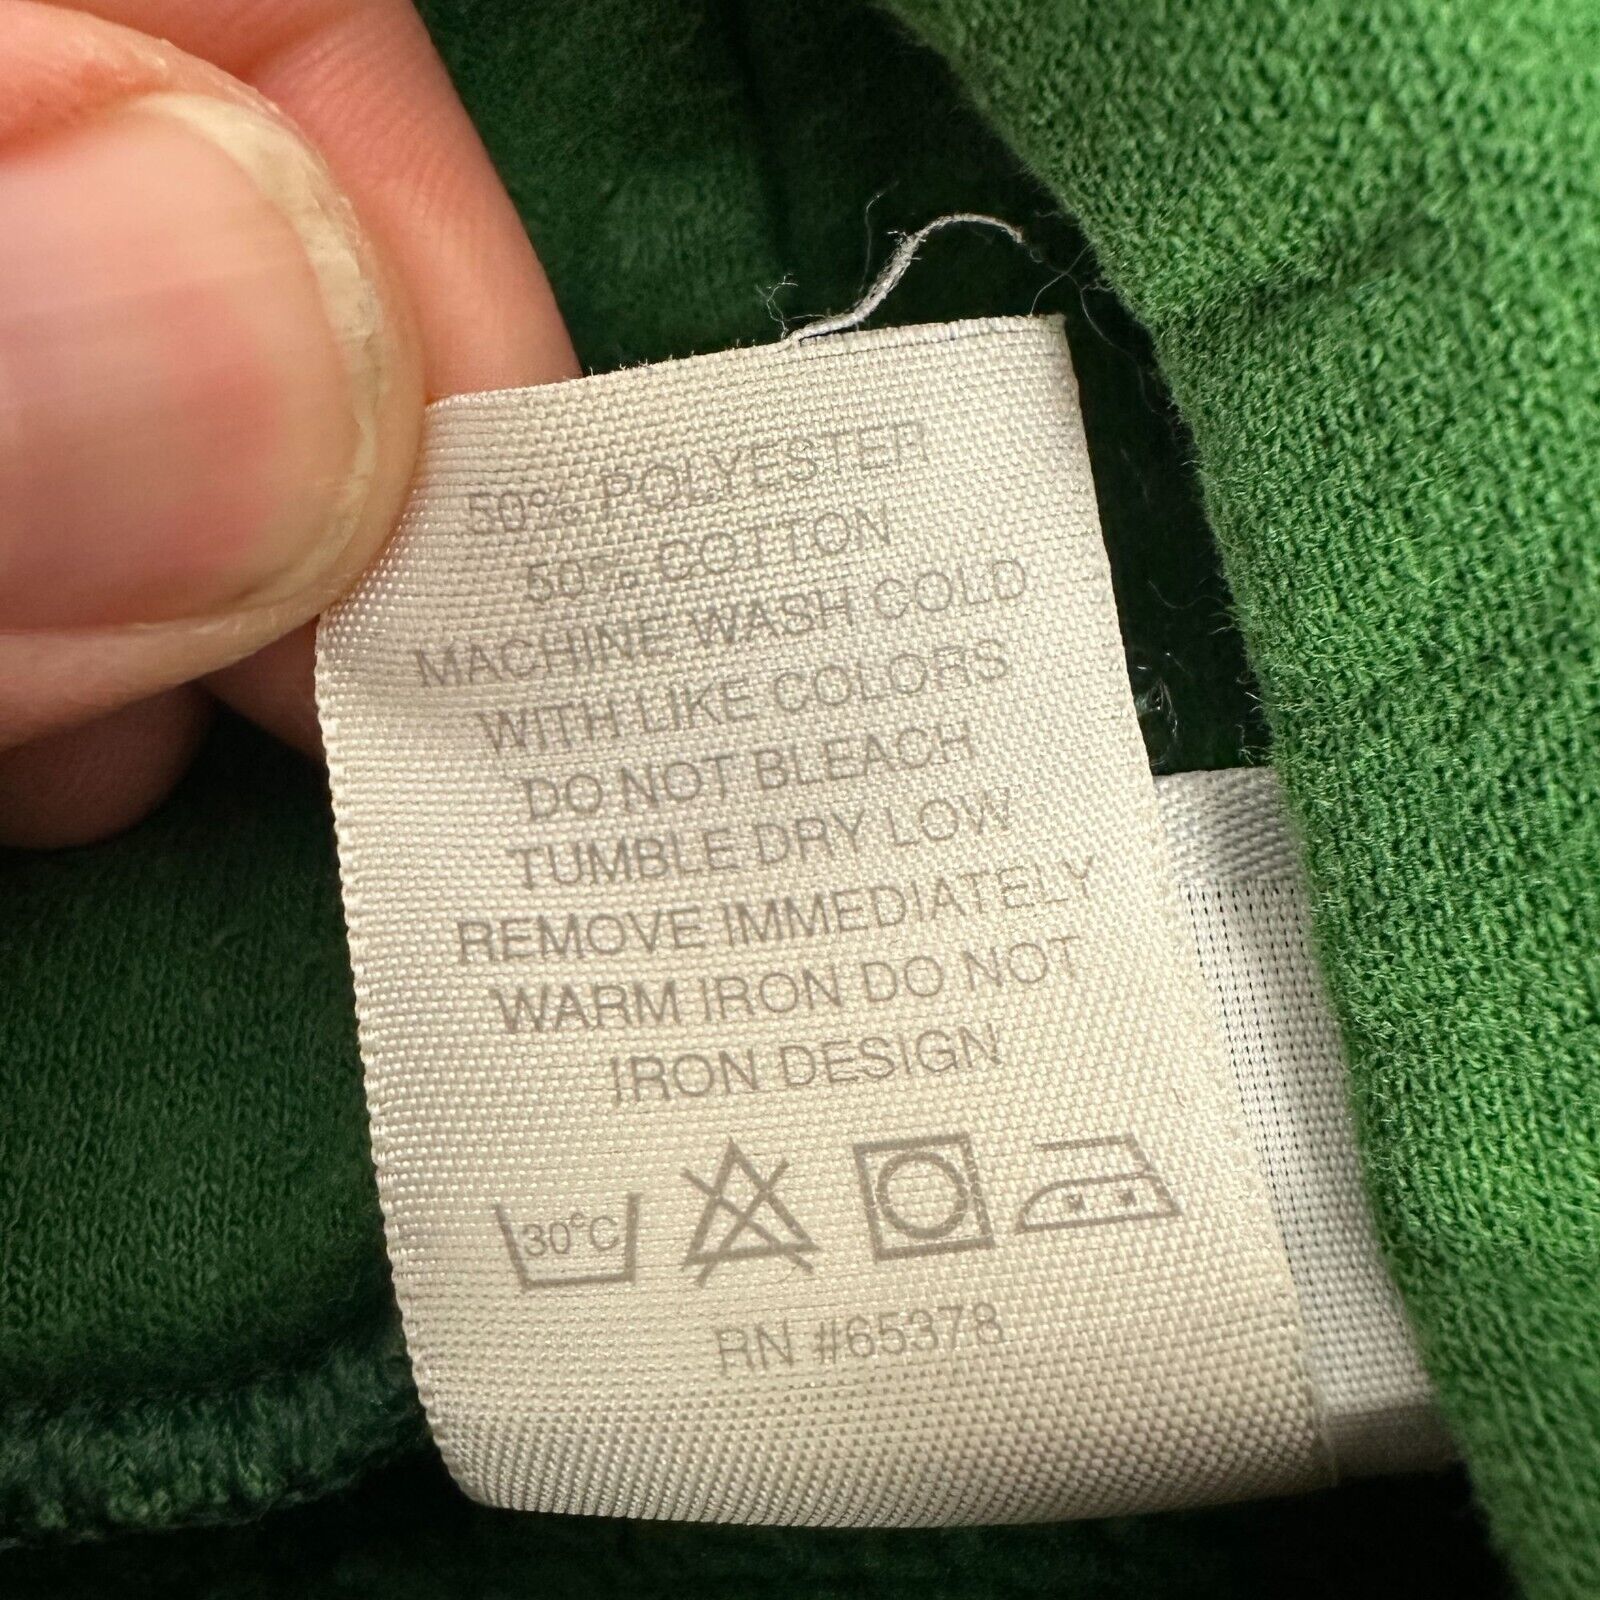 50% POLYESTER
50% COTTON
MACHINE WASH COLD
WITH LIKE COLORS
DO NOT BLEACH
TUMBLE DRY LOW
REMOVE IMMEDIATELY
WARM IRON DO NOT
IRON DESIGN
30°C
RN #65378